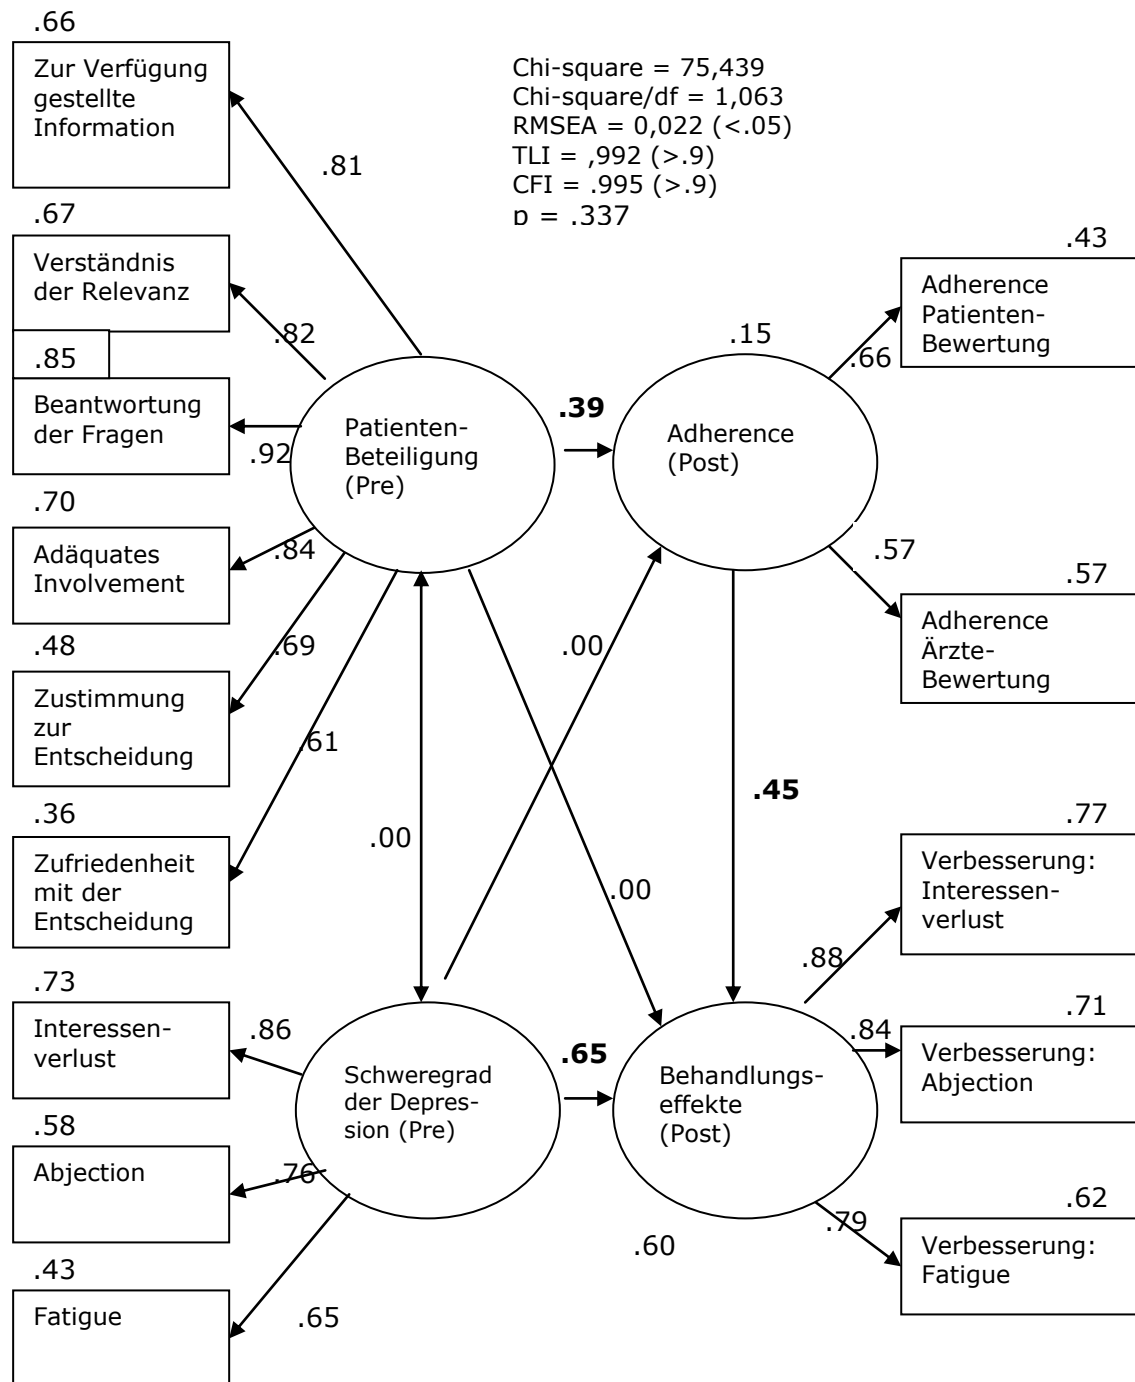 .66
Zur Verfügung
gestellte
Information
Chi-square = 75,439
Chi-square/df = 1,063
RMSEA = 0,022 (<.05)
TLI = ,992 (>.9)
CFI = .995 (>.9)
p = .337
.81
.67
Verständnis
der Relevanz
.82
.85
Beantwortung
der Fragen
.92
.70
Adäquates
Involvement
.84
.48
Zustimmung
zur
Entscheidung
.69
.36
Zufriedenheit
mit der
Entscheidung
.61
Patienten-
Beteiligung
(Pre)
.39
.15
Adherence
(Post)
.66
.43
Adherence
Patienten-
Bewertung
.57
.57
Adherence
Ärzte-
Bewertung
.00
.45
.00
.00
.73
Interessen-
verlust
.86
.58
Abjection
.76
.43
Fatigue
.65
Schweregrad
der Depres-
sion (Pre)
.65
Behandlungs-
effekte
(Post)
.60
.77
Verbesserung:
Interessen-
verlust
.88
.71
Verbesserung:
Abjection
.84
.62
Verbesserung:
Fatigue
.79